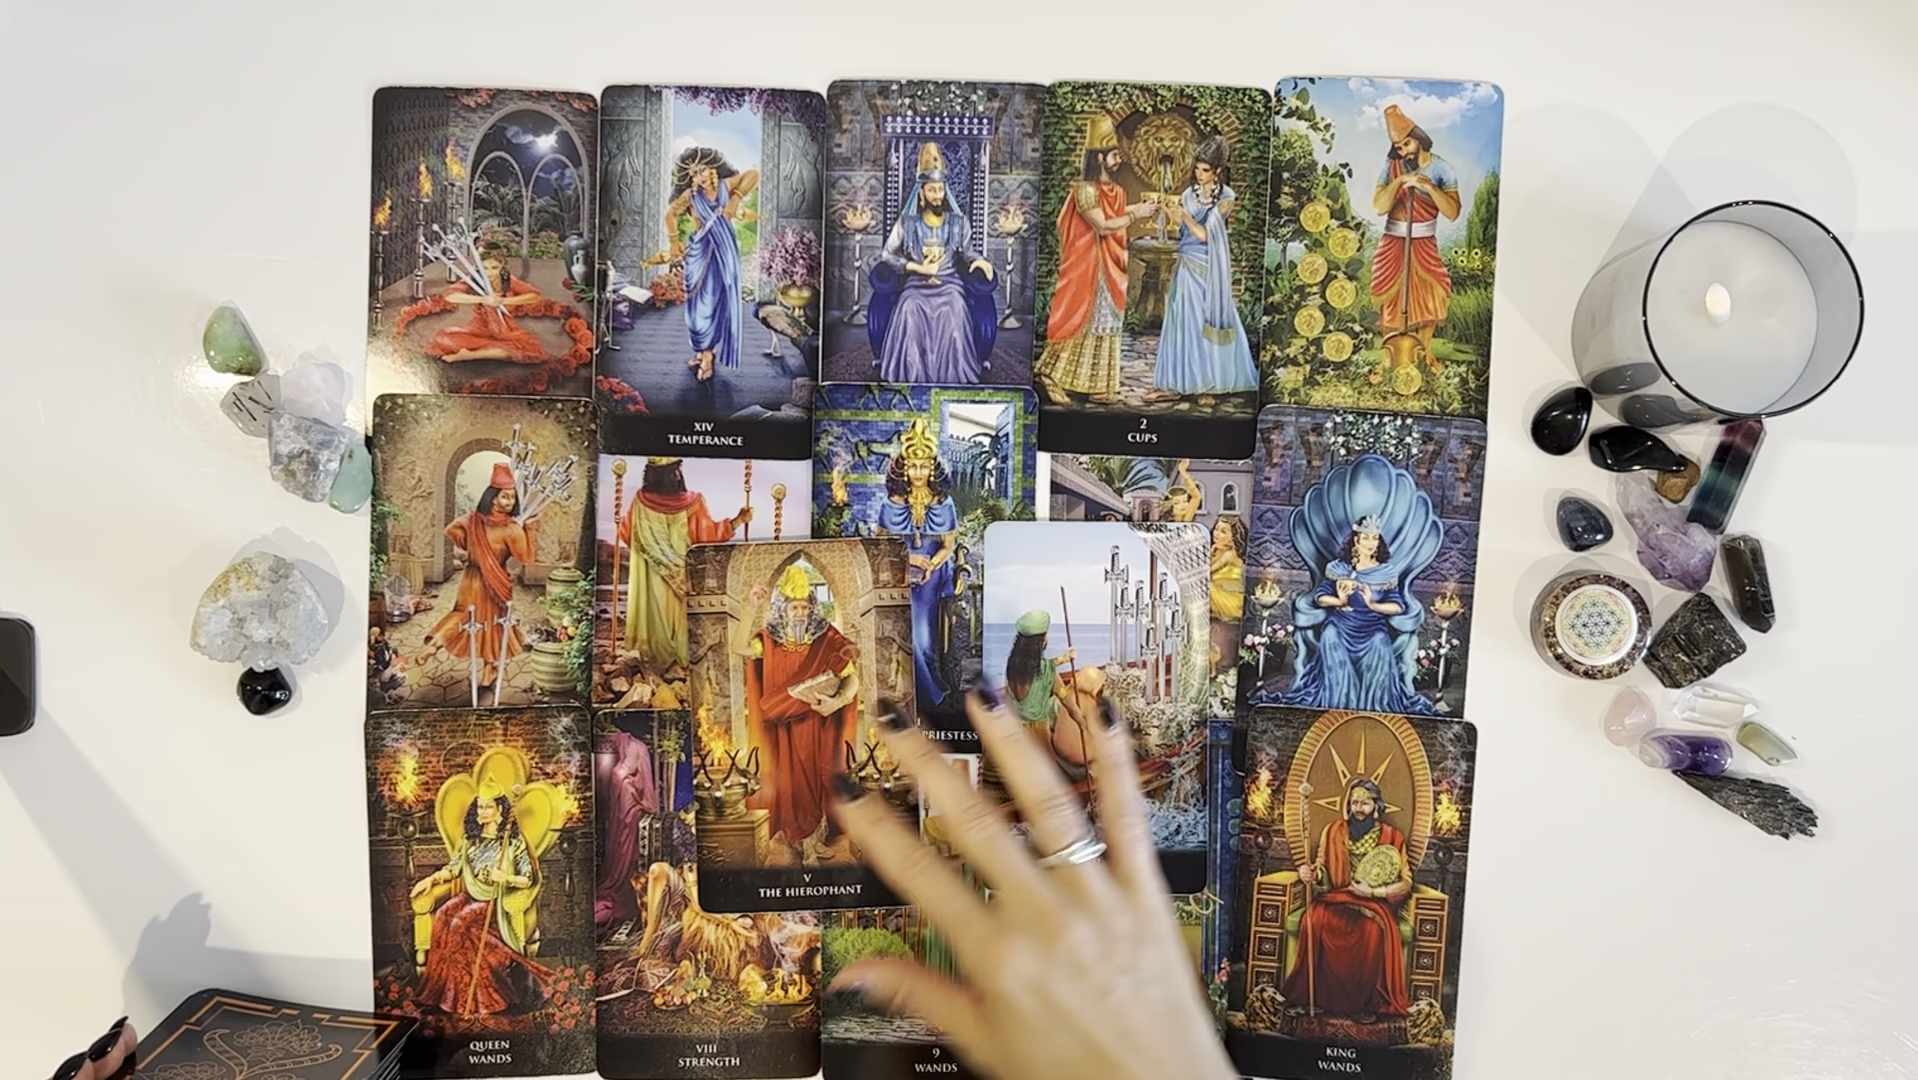 XIV
TEMPERANCE
2
CUPS
PRIESTESS
V
THE HIEROPHANT
QUEEN
WANDS
VIII
STRENGTH
9
WANDS
KING
WANDS